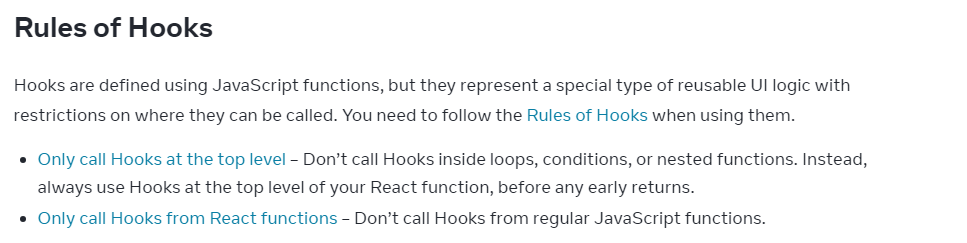 Rules of Hooks
Hooks are defined using JavaScript functions, but they represent a special type of reusable UI logic with
restrictions on where they can be called. You need to follow the Rules of Hooks when using them.
• Only call Hooks at the top level – Don’t call Hooks inside loops, conditions, or nested functions. Instead,
always use Hooks at the top level of your React function, before any early returns.
• Only call Hooks from React functions – Don’t call Hooks from regular JavaScript functions.